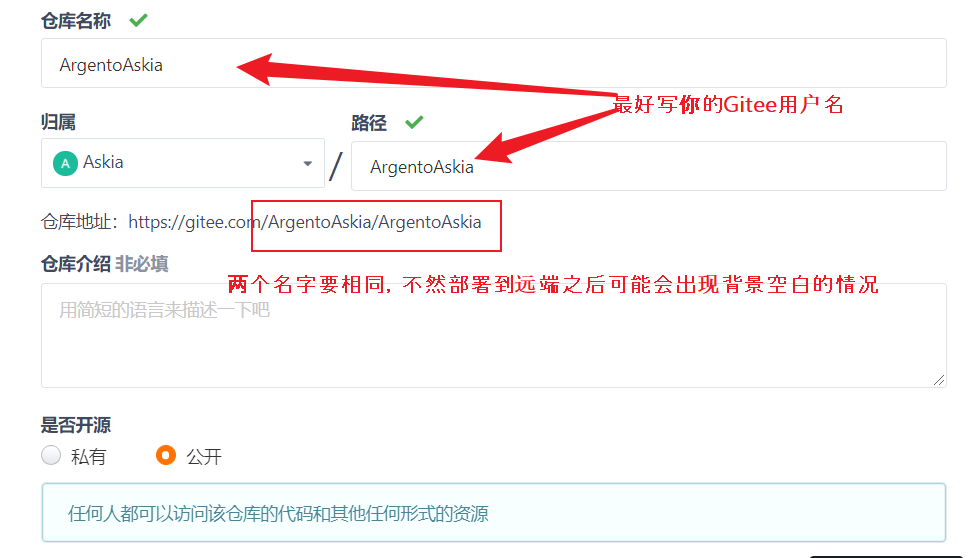 仓库名称
ArgentoAskia
最好写你的Gitee用户名
归属
路径
A Askia
/
ArgentoAskia
仓库地址：https://gitee.com/ArgentoAskia/ArgentoAskia
仓库介绍 非必填
两个名字要相同, 不然部署到远端之后可能会出现背景空白的情况
用简短的语言来描述一下吧
是否开源
私有
公开
任何人都可以访问该仓库的代码和其他任何形式的资源